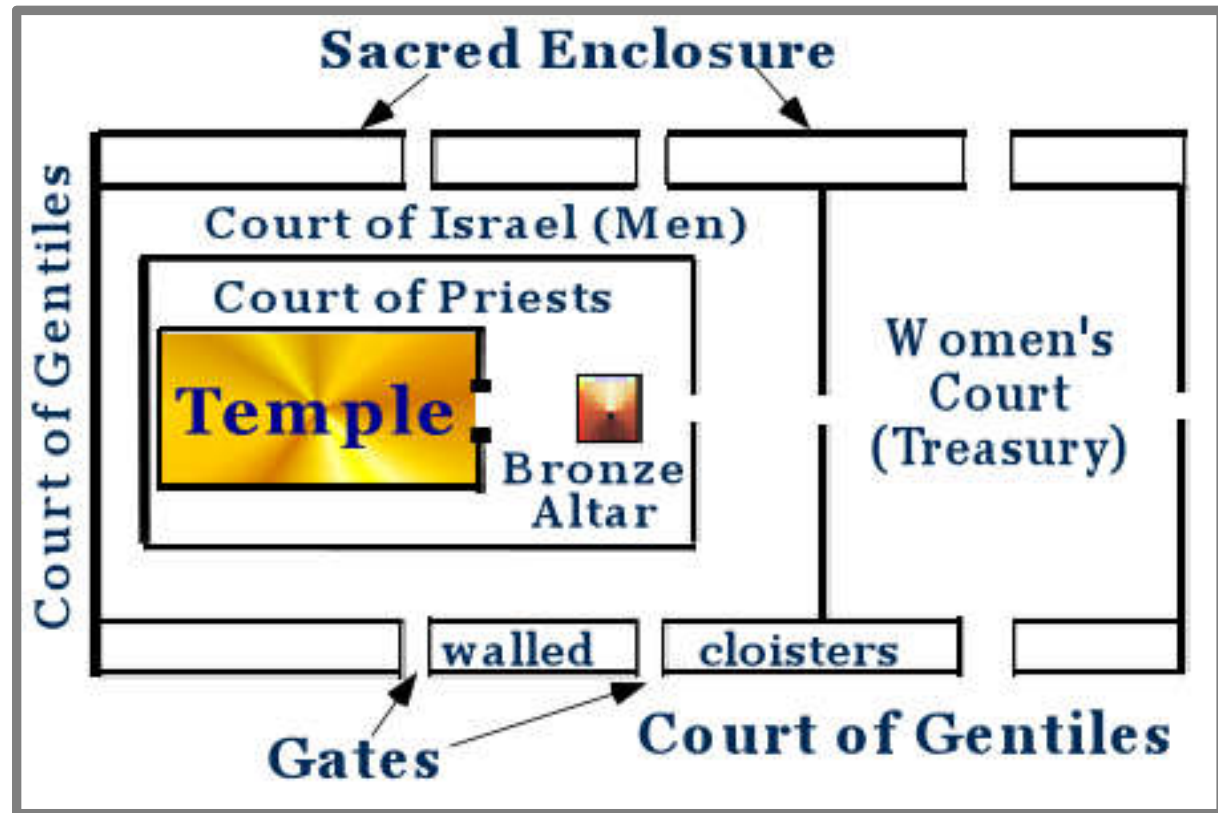 Sacred Enclosure
Court of Gentiles
Court of Israel (Men)
Court of Priests
Temple
Bronze
Altar
Women's
Court
(Treasury)
walled cloisters
Gates
Court of Gentiles